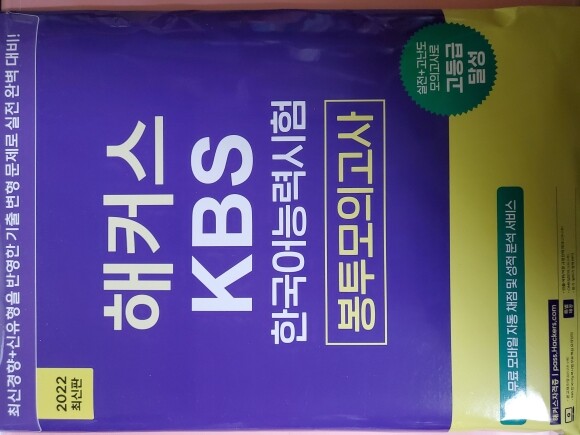 최신경향+신유형을 반영한 기출 변형 문제로 실전 완벽 대비!
2022
최신판
해커스
KBS
한국어능력시험
봉투모의고사
실전+고난도
모의고사로
고등급
달성
무료 모바일 자동 채점 및 성적 분석 서비스
해커스자격증 | pass.Hackers.com